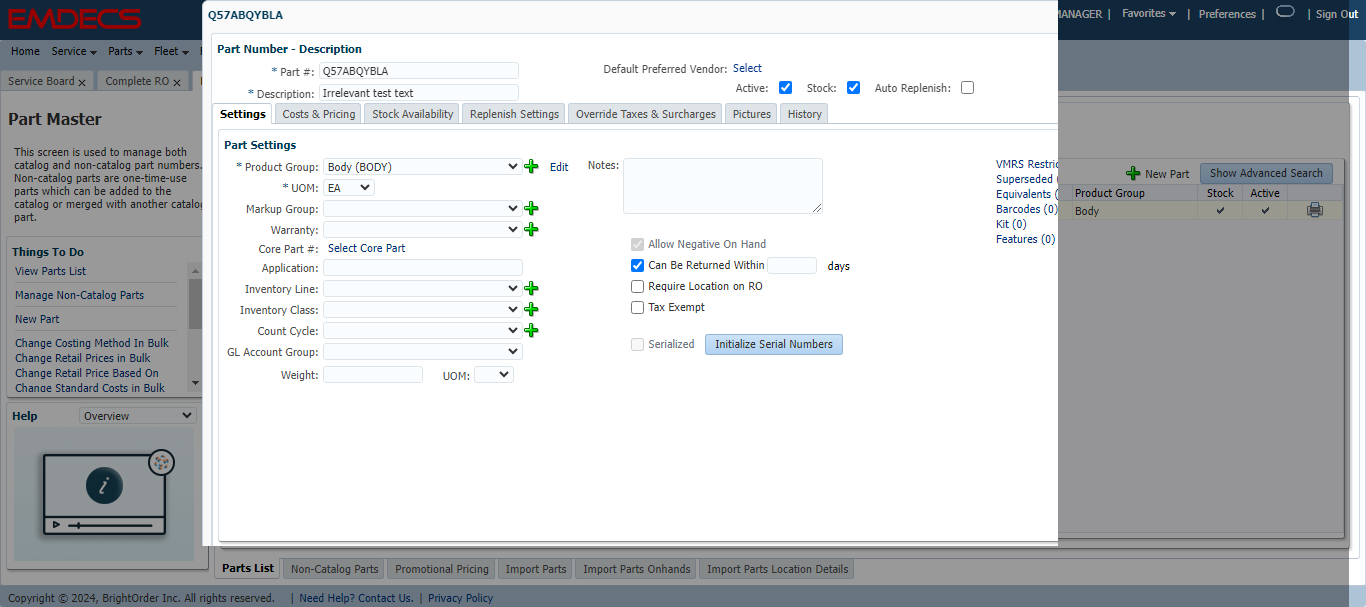 EMDECS
Q57ABQYBLA
MANAGER | Favorites | Preferences | | Sign Out
Home Service Parts Fleet
Service Board x Complete RO x
Part Number - Description
* Part #: Q57ABQYBLA
* Description: Irrelevant test text
Default Preferred Vendor: Select
Active: Stock: Auto Replenish:
Settings Costs & Pricing Stock Availability Replenish Settings Override Taxes & Surcharges Pictures History
Part Master
This screen is used to manage both
catalog and non-catalog part numbers.
Non-catalog parts are one-time-use
parts which can be added to the
catalog or merged with another catalog
part.
Things To Do
View Parts List
Manage Non-Catalog Parts
New Part
Change Costing Method In Bulk
Change Retail Prices in Bulk
Change Retail Price Based On
Change Standard Costs in Bulk
Help Overview
Part Settings
* Product Group: Body (BODY) Edit
* UOM: EA
Markup Group:
Warranty:
Core Part #: Select Core Part
Application:
Inventory Line:
Inventory Class:
Count Cycle:
GL Account Group:
Weight: UOM:
Notes:
Allow Negative On Hand
Can Be Returned Within days
Require Location on RO
Tax Exempt
Serialized Initialize Serial Numbers
VMRS Restric
Superseded (
Equivalents (
Barcodes (0)
Kit (0)
Features (0)
New Part Show Advanced Search
Product Group Stock Active
Body
Parts List Non-Catalog Parts Promotional Pricing Import Parts Import Parts Onhands Import Parts Location Details
Copyright © 2024, BrightOrder Inc. All rights reserved. | Need Help? Contact Us. | Privacy Policy